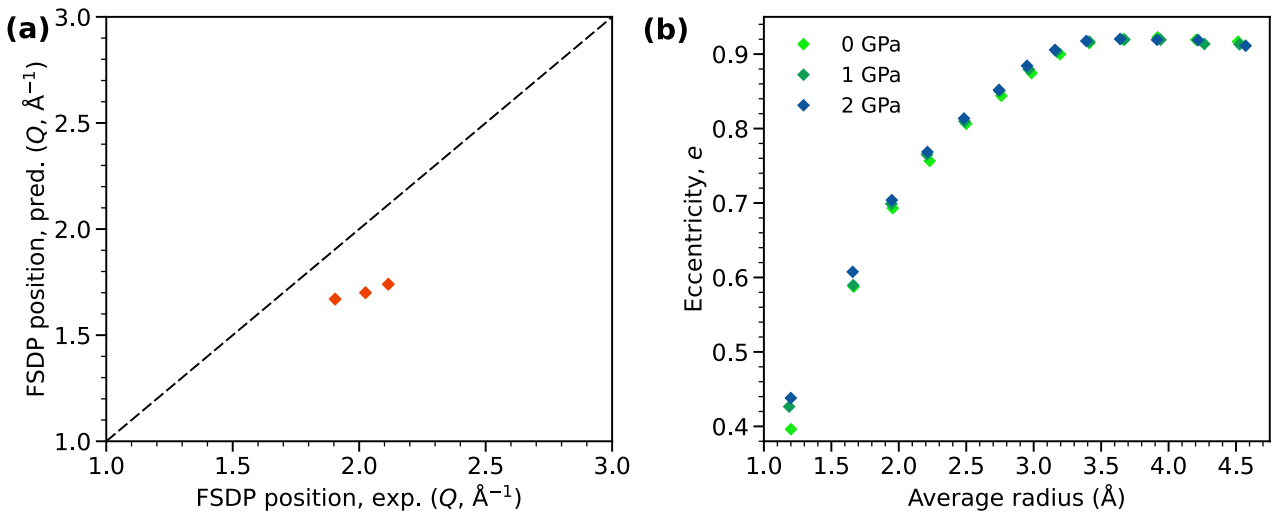 (a)
FSDP position, pred. (Q, Å⁻¹)
3.0
2.5
2.0
1.5
1.0
1.0 1.5 2.0 2.5 3.0
FSDP position, exp. (Q, Å⁻¹)
(b)
Eccentricity, e
0.9
0.8
0.7
0.6
0.5
0.4
0 GPa
1 GPa
2 GPa
1.0 1.5 2.0 2.5 3.0 3.5 4.0 4.5
Average radius (Å)